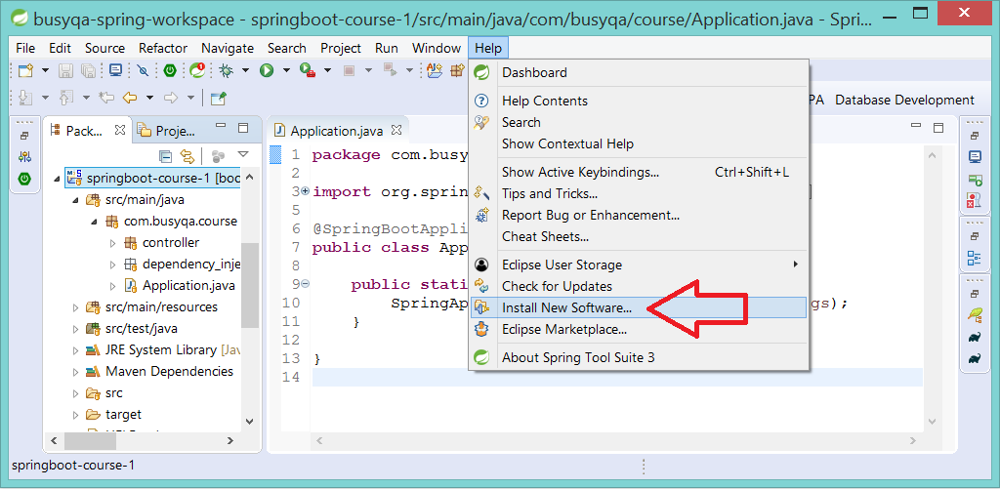 busyqa-spring-workspace - springboot-course-1/src/main/java/com/busyqa/course/Application.java - Spri...
File Edit Source Refactor Navigate Search Project Run Window Help
PA Database Development
Dashboard
Help Contents
Search
Show Contextual Help
Show Active Keybindings... Ctrl+Shift+L
Tips and Tricks...
Report Bug or Enhancement...
Cheat Sheets...
Eclipse User Storage
Check for Updates
Install New Software...
Eclipse Marketplace...
About Spring Tool Suite 3
Pack... Proje...
springboot-course-1 [boo
src/main/java
com.busyqa.course
controller
dependency_inje
Application.java
src/main/resources
src/test/java
JRE System Library [Jav
Maven Dependencies
src
target
Application.java
1 package com.busy
2
3 import org.sprin
5
6 @SpringBootAppli
7 public class App
8
9 public stati
10 SpringAp gs);
11 }
12
13 }
14
springboot-course-1